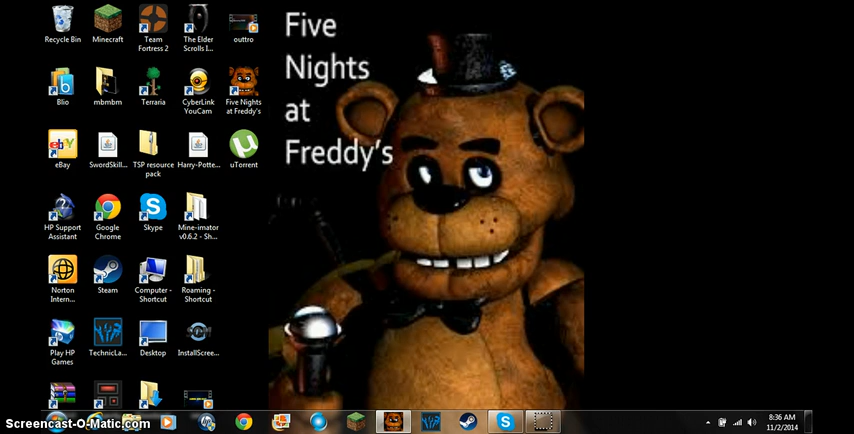 Recycle Bin
Minecraft
Team
Fortress 2
The Elder
Scrolls I...
outtro
Five
Nights
at
Freddy's
Blio
mbmbm
Terraria
CyberLink
YouCam
Five Nights
at Freddy's
eBay
SwordSkill...
TSP resource
pack
Harry-Potte...
uTorrent
HP Support
Assistant
Google
Chrome
Skype
Mine-imator
v0.6.2 - Sh...
Norton
Intern...
Steam
Computer -
Shortcut
Roaming -
Shortcut
Play HP
Games
TechnicLa...
Desktop
InstallScree...
Screencast-O-Matic.com
8:36 AM
11/2/2014